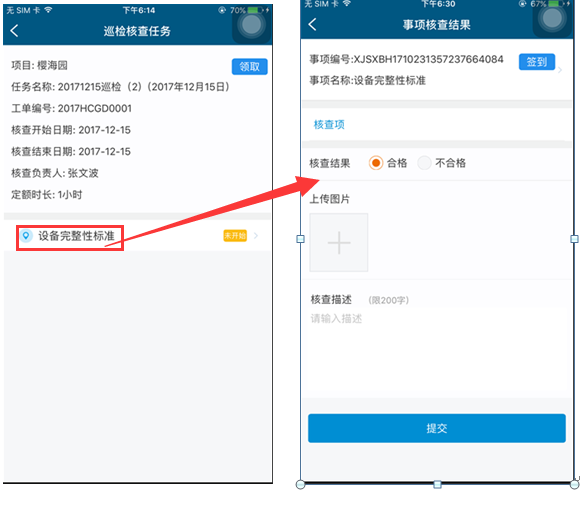 无 SIM 卡
下午6:14
70%
巡检核查任务
项目: 樱海园
领取
任务名称: 20171215巡检（2）(2017年12月15日）
工单编号: 2017HCGD0001
核查开始日期: 2017-12-15
核查结束日期: 2017-12-15
核查负责人: 张文波
定额时长: 1小时
设备完整性标准
未开始
无 SIM 卡
下午6:30
67%
事项核查结果
事项编号:XJSXBH1710231357237664084
签到
事项名称:设备完整性标准
核查项
核查结果
合格
不合格
上传图片
核查描述
(限200字)
请输入描述
提交